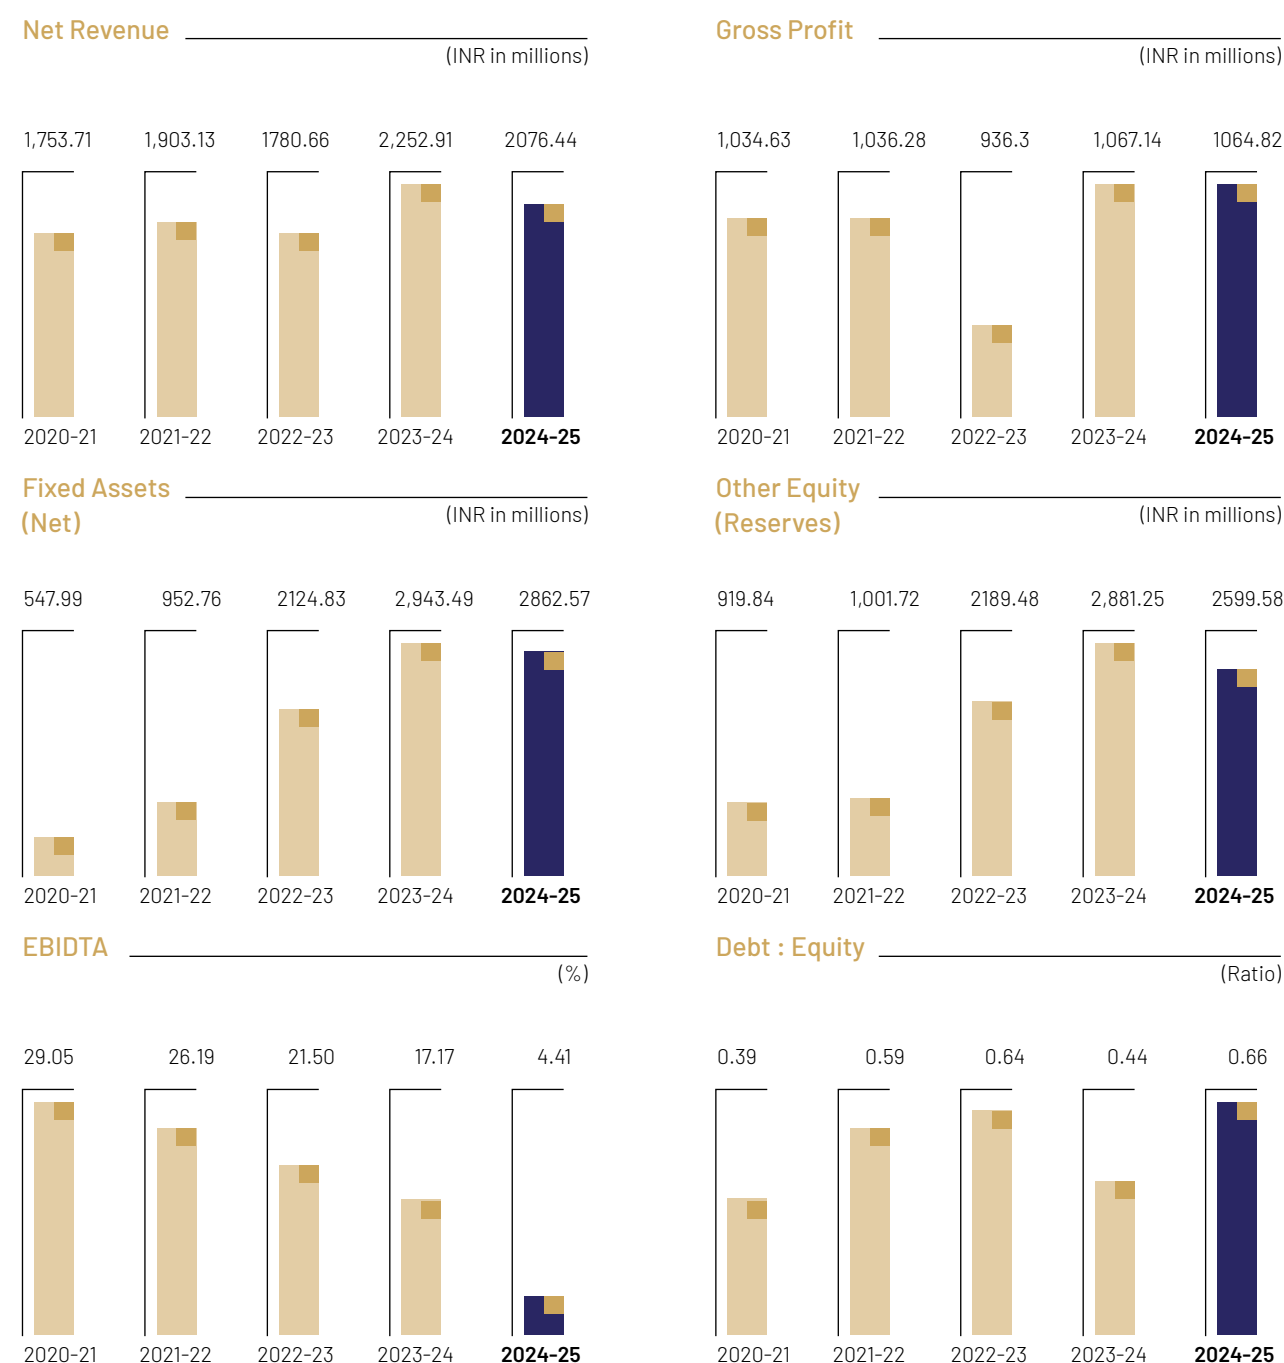 Net Revenue
(INR in millions)
1,753.71 1,903.13 1780.66 2,252.91 2076.44
2020-21 2021-22 2022-23 2023-24 2024-25
Gross Profit
(INR in millions)
1,034.63 1,036.28 936.3 1,067.14 1064.82
2020-21 2021-22 2022-23 2023-24 2024-25
Fixed Assets
(Net)
(INR in millions)
547.99 952.76 2124.83 2,943.49 2862.57
2020-21 2021-22 2022-23 2023-24 2024-25
Other Equity
(Reserves)
(INR in millions)
919.84 1,001.72 2189.48 2,881.25 2599.58
2020-21 2021-22 2022-23 2023-24 2024-25
EBIDTA
(%)
29.05 26.19 21.50 17.17 4.41
2020-21 2021-22 2022-23 2023-24 2024-25
Debt : Equity
(Ratio)
0.39 0.59 0.64 0.44 0.66
2020-21 2021-22 2022-23 2023-24 2024-25